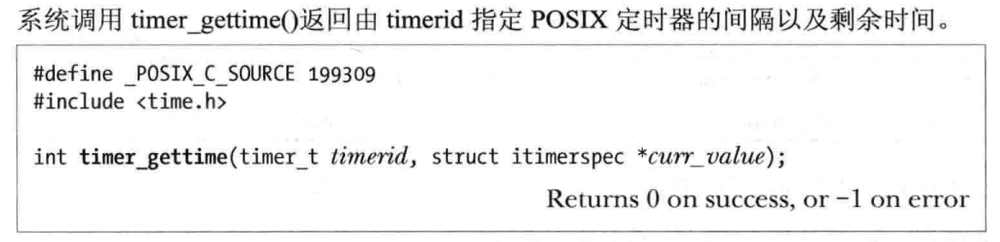 系统调用 timer_gettime()返回由 timerid 指定 POSIX 定时器的间隔以及剩余时间。
#define _POSIX_C_SOURCE 199309
#include <time.h>
int timer_gettime(timer_t timerid, struct itimerspec *curr_value);
Returns 0 on success, or −1 on error